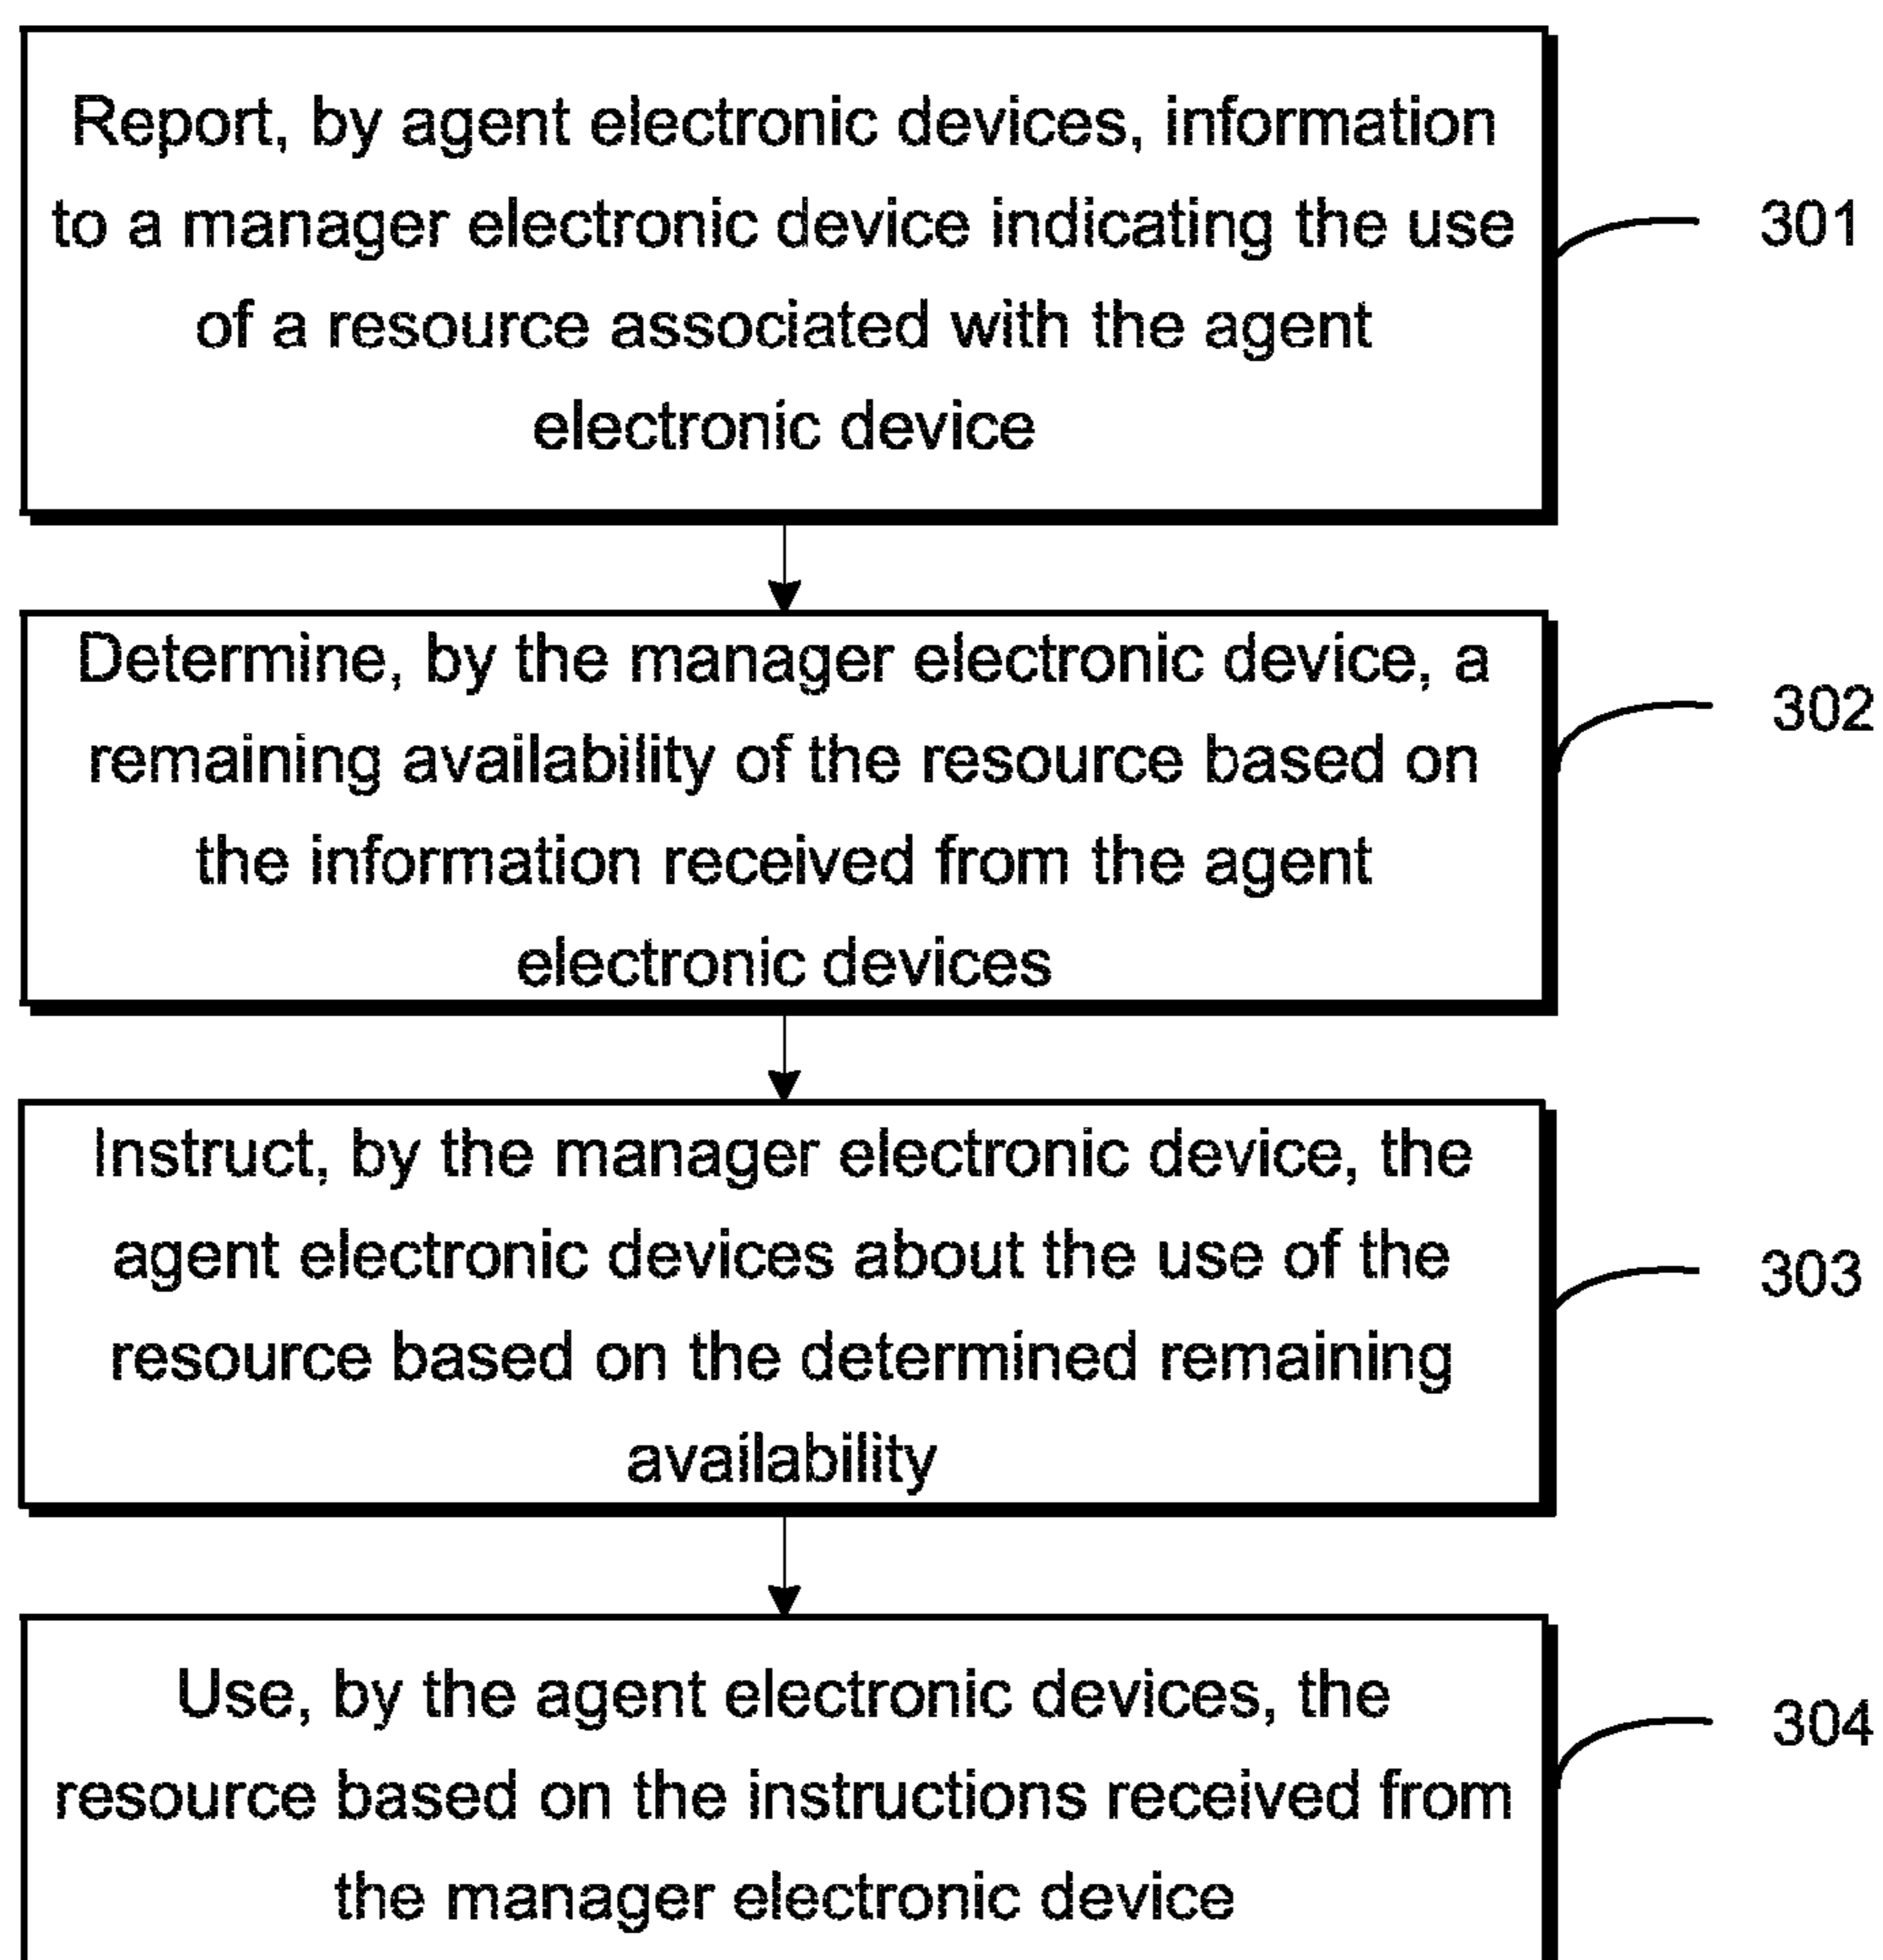 Report, by agent electronic devices, information
to a manager electronic device indicating the use
of a resource associated with the agent
electronic device
301
Determine, by the manager electronic device, a
remaining availability of the resource based on
the information received from the agent
electronic devices
302
Instruct, by the manager electronic device, the
agent electronic devices about the use of the
resource based on the determined remaining
availability
303
Use, by the agent electronic devices, the
resource based on the instructions received from
the manager electronic device
304